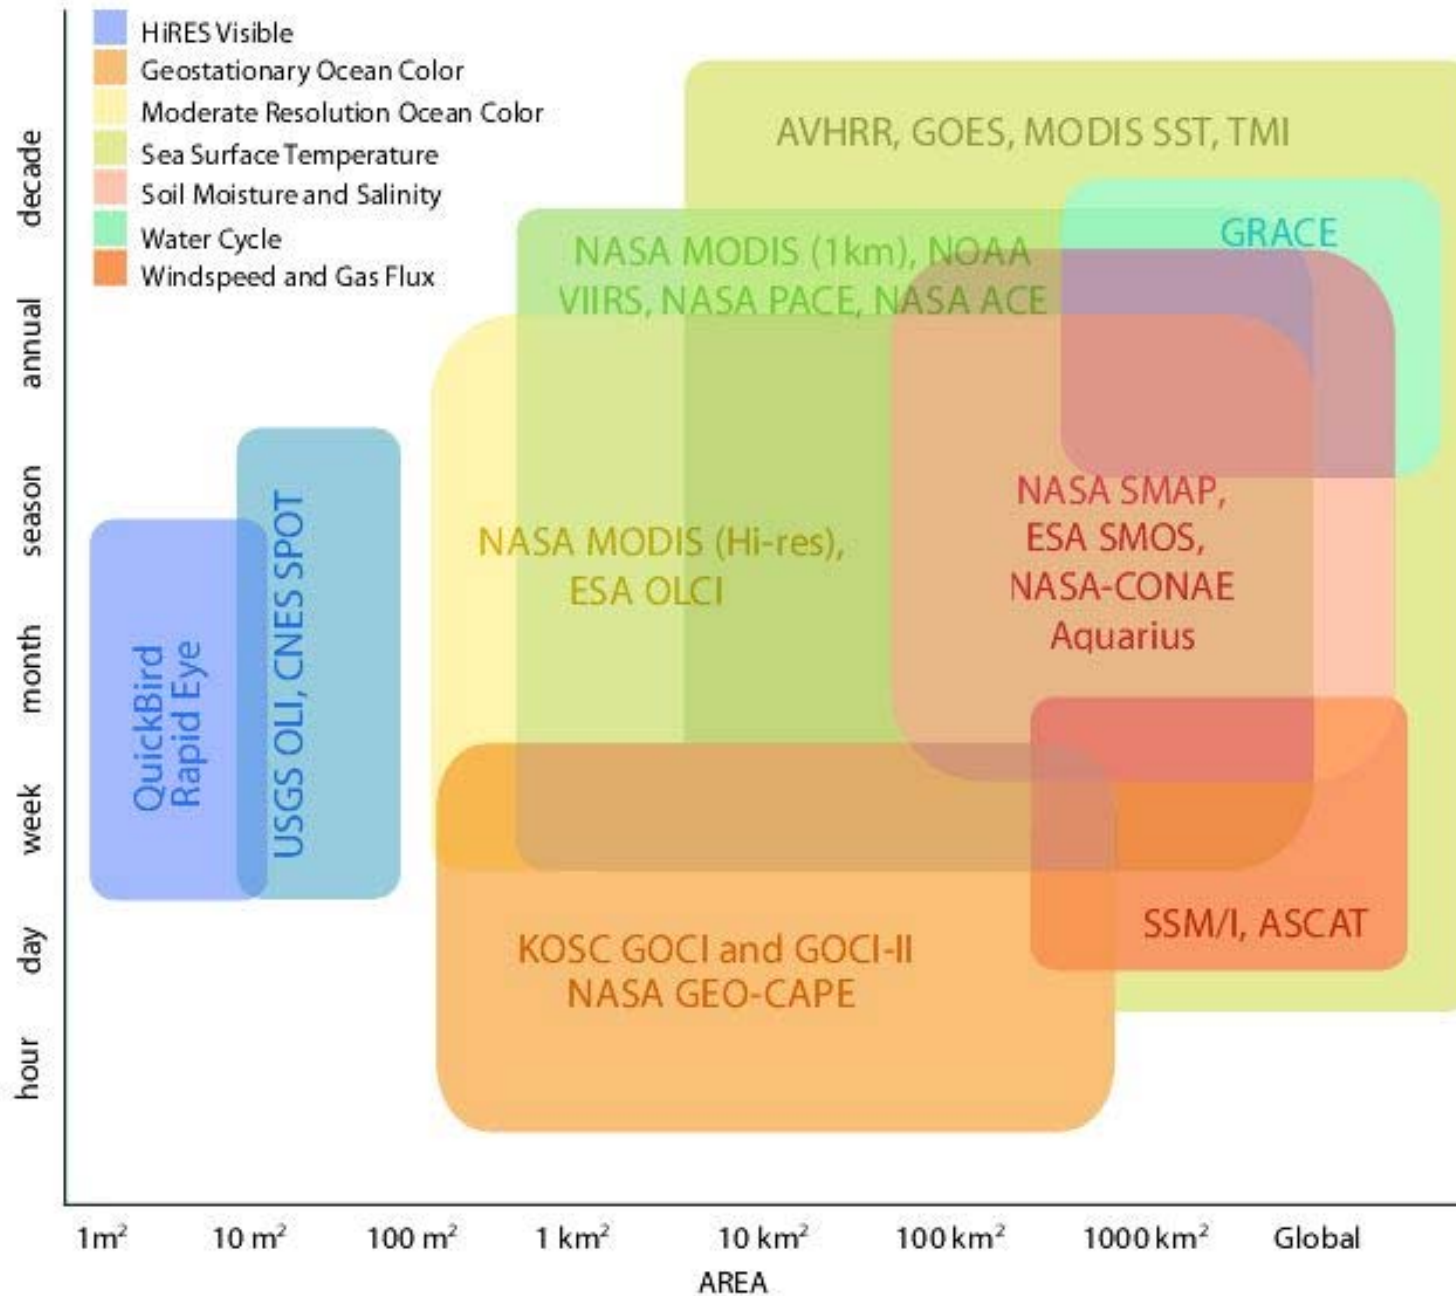 HiRES Visible
Geostationary Ocean Color
Moderate Resolution Ocean Color
Sea Surface Temperature
Soil Moisture and Salinity
Water Cycle
Windspeed and Gas Flux
decade
annual
season
month
week
day
hour
AVHRR, GOES, MODIS SST, TMI
GRACE
NASA MODIS (1km), NOAA
VIIRS, NASA PACE, NASA ACE
NASA MODIS (Hi-res),
ESA OLCI
NASA SMAP,
ESA SMOS,
NASA-CONAE
Aquarius
QuickBird
Rapid Eye
USGS OLI, CNES SPOT
KOSC GOCI and GOCI-II
NASA GEO-CAPE
SSM/I, ASCAT
1m²
10 m²
100 m²
1 km²
10 km²
100 km²
1000 km²
Global
AREA